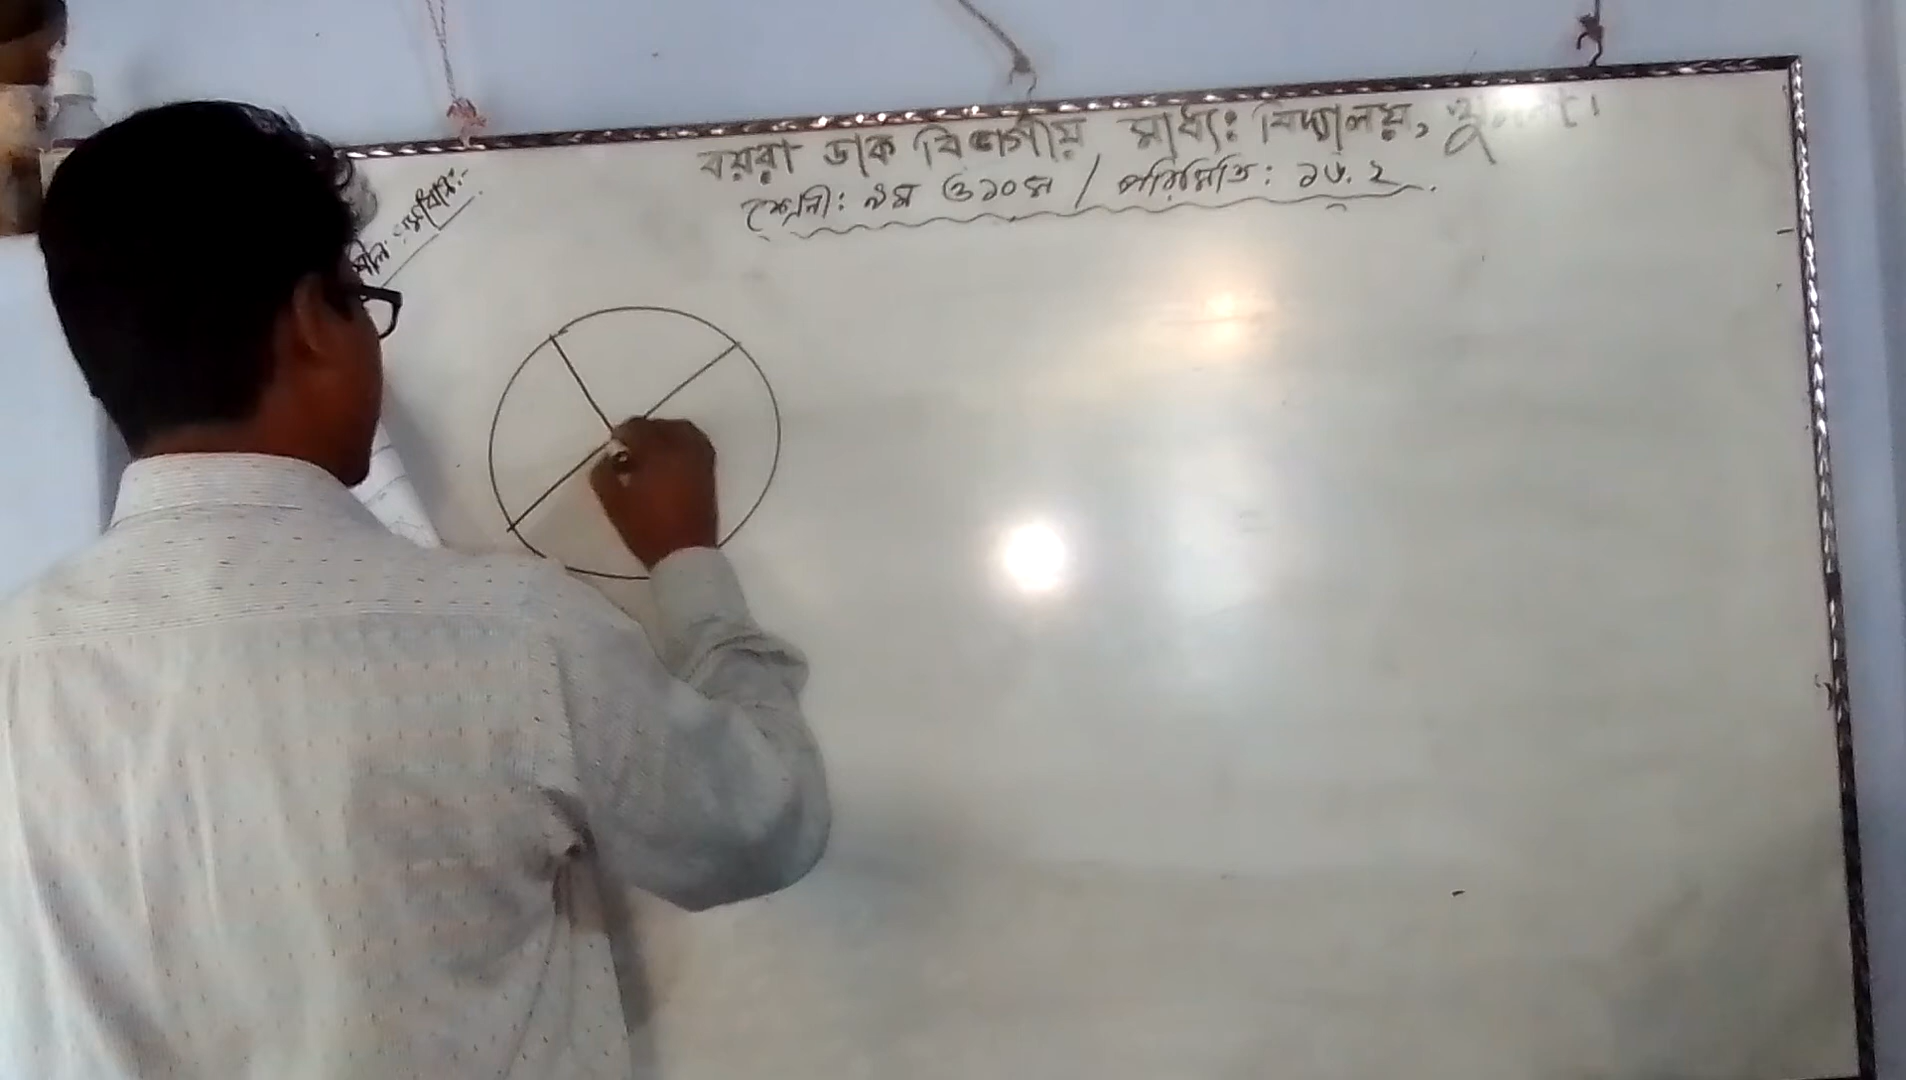 বয়রা ডাক বিভাগীয় মাধ্যঃ বিদ্যালয়,
শ্রেনী: ৯ম ও ১০ম / পরিমিতি: ১৬.২